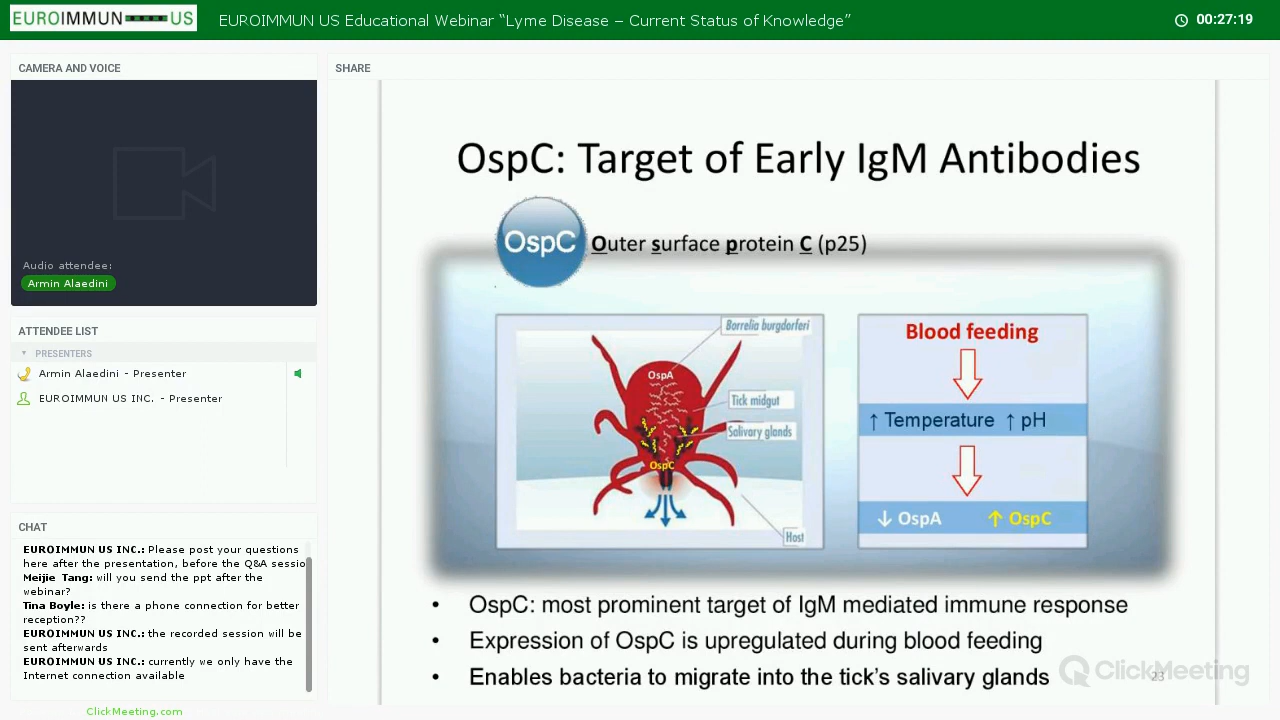 EUROIMMUN US
EUROIMMUN US Educational Webinar “Lyme Disease – Current Status of Knowledge”
00:27:19
CAMERA AND VOICE
Audio attendee:
Armin Alaedini
ATTENDEE LIST
PRESENTERS
Armin Alaedini - Presenter
EUROIMMUN US INC. - Presenter
CHAT
EUROIMMUN US INC.: Please post your questions
here after the presentation, before the Q&A sessio
Meijie Tang: will you send the ppt after the
webinar?
Tina Boyle: is there a phone connection for better
reception??
EUROIMMUN US INC.: the recorded session will be
sent afterwards
EUROIMMUN US INC.: currently we only have the
Internet connection available
ClickMeeting.com
SHARE
OspC: Target of Early IgM Antibodies
OspC
Outer surface protein C (p25)
Borrelia burgdorferi
OspA
Tick midgut
Salivary glands
OspC
Host
Blood feeding
↑ Temperature ↑ pH
↓ OspA ↑ OspC
• OspC: most prominent target of IgM mediated immune response
• Expression of OspC is upregulated during blood feeding
• Enables bacteria to migrate into the tick’s salivary glands
ClickMeeting
23